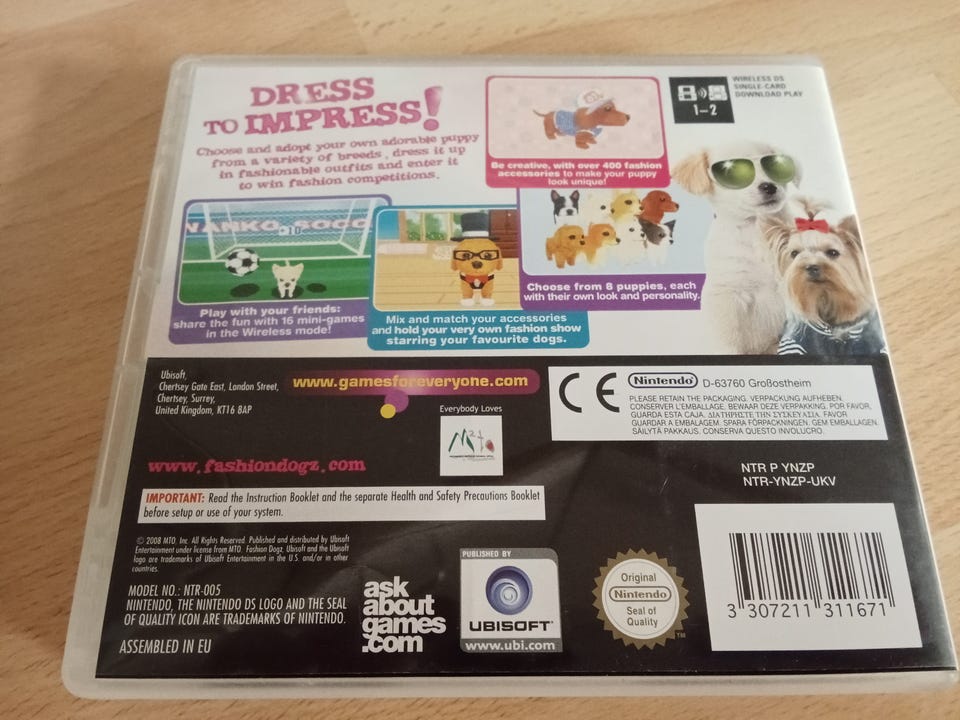 DRESS
TO IMPRESS!
Choose and adopt your own adorable puppy
from a variety of breeds, dress it up
in fashionable outfits and enter it
to win fashion competitions.
Be creative, with over 400 fashion
accessories to make your puppy
look unique!
WIRELESS DS
SINGLE-CARD
DOWNLOAD PLAY
1-2
WANKO SOCC
+10
Play with your friends:
share the fun with 16 mini-games
in the Wireless mode!
Mix and match your accessories
and hold your very own fashion show
starring your favourite dogs.
Choose from 8 puppies, each
with their own look and personality.
Ubisoft,
Chertsey Gate East, London Street,
Chertsey, Surrey,
United Kingdom, KT16 8AP
www.gamesforeveryone.com
Everybody Loves
www.fashiondogz.com
CE
Nintendo D-63760 Großostheim
PLEASE RETAIN THE PACKAGING. VERPACKUNG AUFHEBEN.
CONSERVER L'EMBALLAGE. BEWAAR DEZE VERPAKKING. POR FAVOR,
GUARDA ESTA CAJA. ΔΙΑΤΗΡΗΣΤΕ ΤΗΝ ΣΥΣΚΕΥΑΣΙΑ. FAVOR
GUARDAR A EMBALAGEM. SPARA FÖRPACKNINGEN. GEM EMBALLAGEN.
SÄILYTÄ PAKKAUS. CONSERVA QUESTO INVOLUCRO.
NTR P YNZP
NTR-YNZP-UKV
IMPORTANT: Read the Instruction Booklet and the separate Health and Safety Precautions Booklet
before setup or use of your system.
© 2008 MTO, Inc. All Rights Reserved. Published and distributed by Ubisoft
Entertainment under license from MTO. Fashion Dogz, Ubisoft and the Ubisoft
logo are trademarks of Ubisoft Entertainment in the U.S. and/or in other
countries.
MODEL NO.: NTR-005
NINTENDO, THE NINTENDO DS LOGO AND THE SEAL
OF QUALITY ICON ARE TRADEMARKS OF NINTENDO.
ASSEMBLED IN EU
ask
about
games
.com
PUBLISHED BY
UBISOFT
www.ubi.com
Original
Nintendo
Seal of
Quality
TM
3 307211 311671